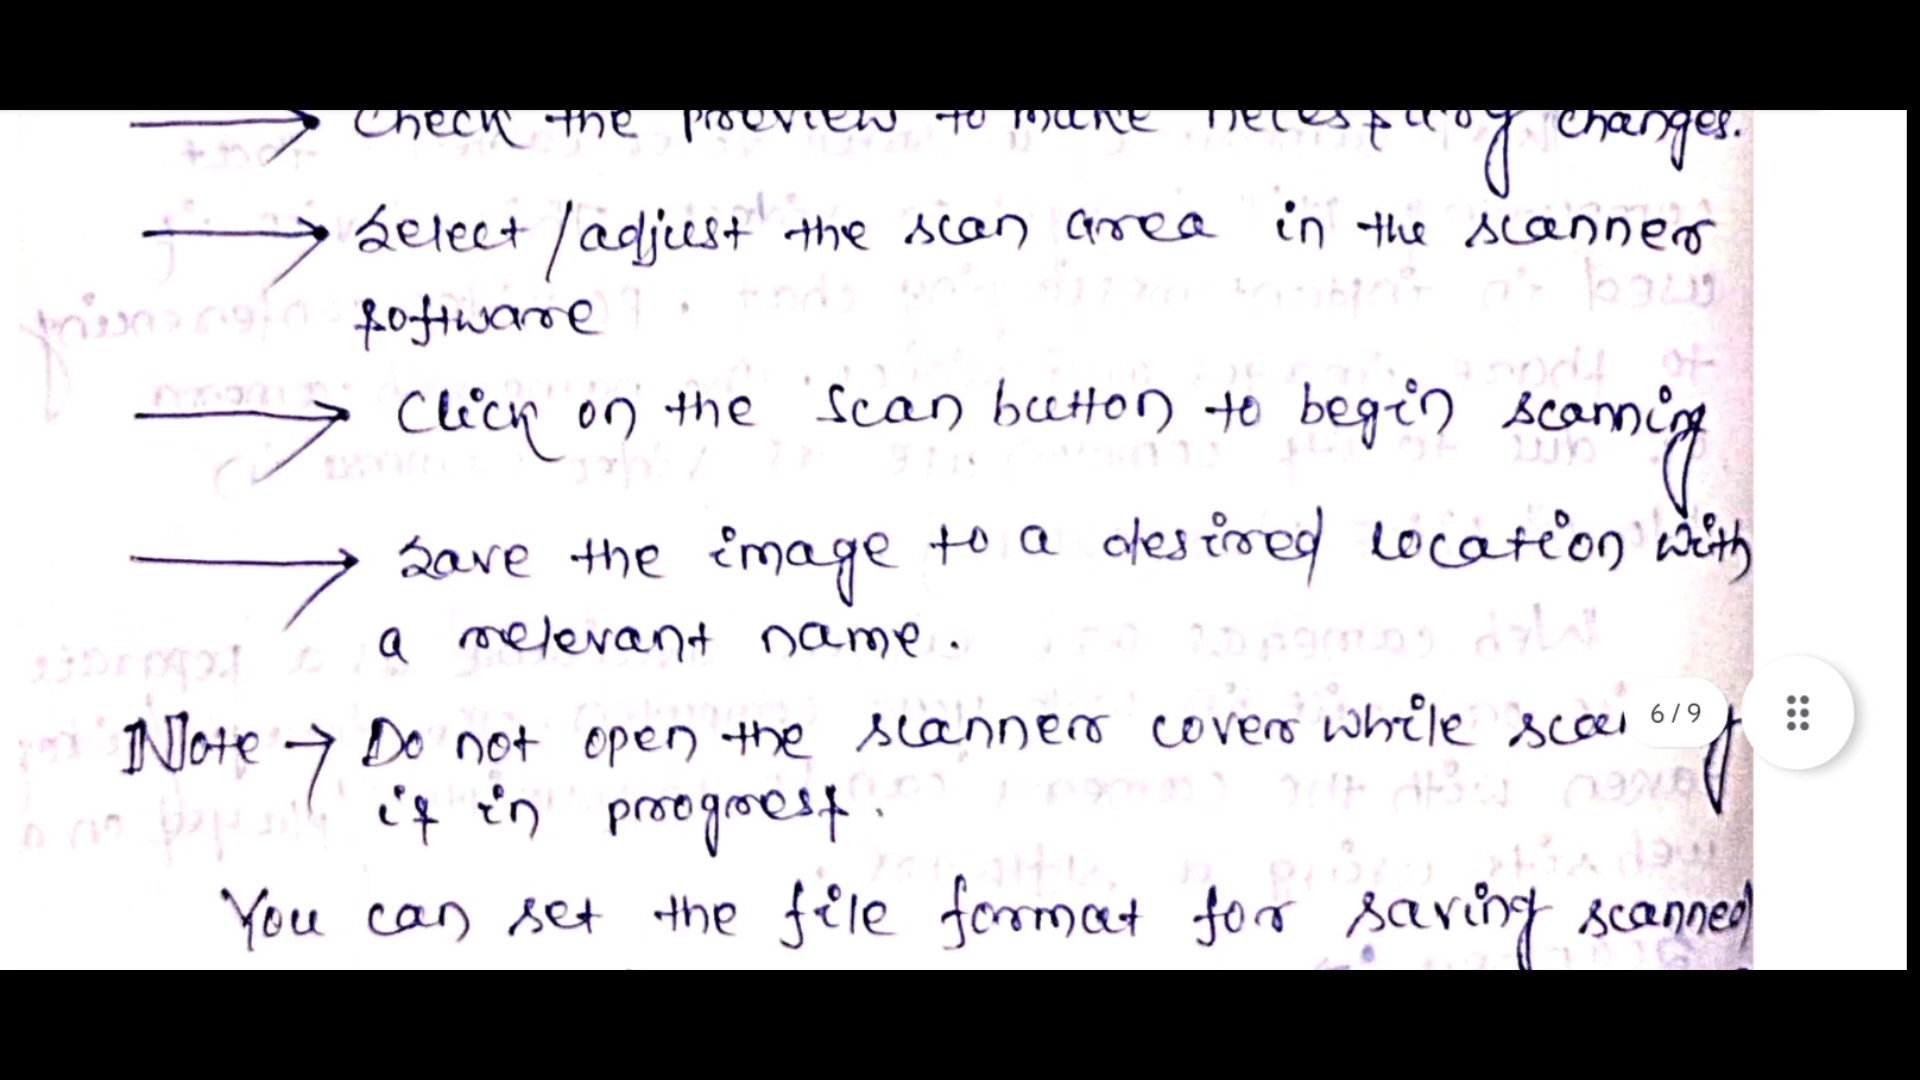 → Check the preview to make necessary changes.
→ Select / adjust the scan area in the scanner
software
→ Click on the Scan button to begin scanning
→ Save the image to a desired location with
a relevant name.
Note → Do not open the scanner cover while
is in progress.
6/9
You can set the file format for saving scanned